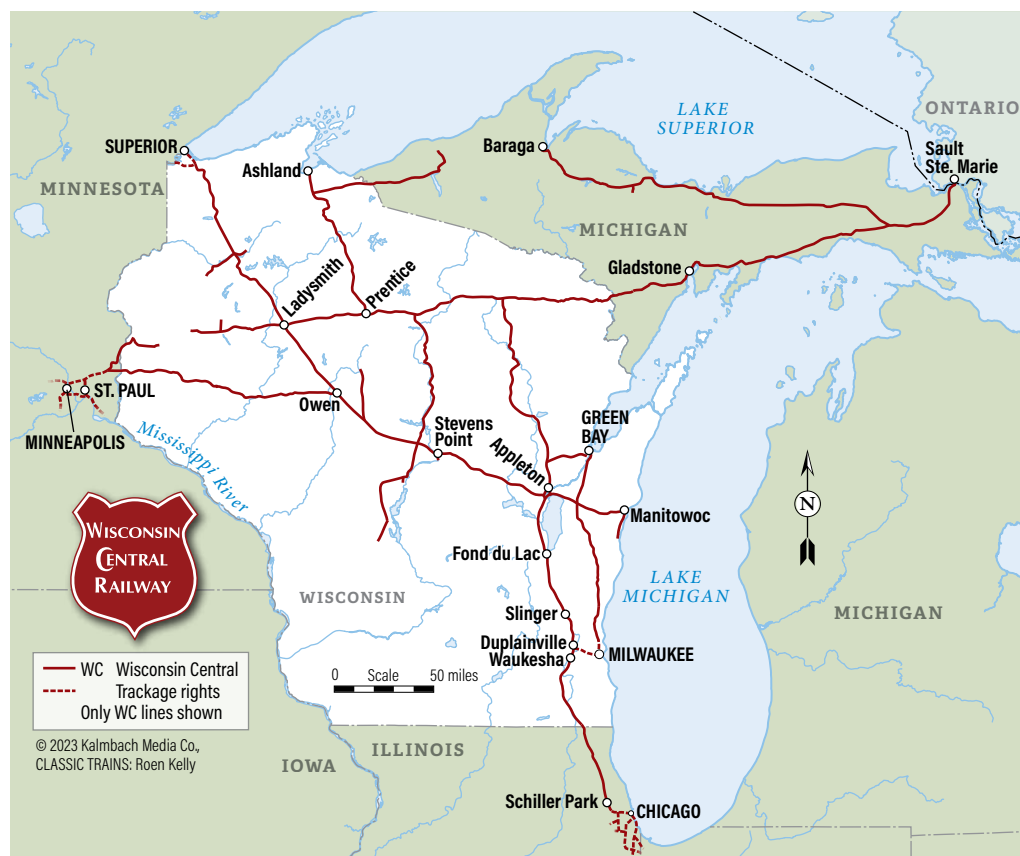 LAKE
SUPERIOR
ONTARIO
SUPERIOR
Baraga
Sault
Ste. Marie
Ashland
MINNESOTA
MICHIGAN
Gladstone
Ladysmith
Prentice
ST. PAUL
MINNEAPOLIS
Owen
Stevens
Point
GREEN
BAY
Mississippi River
Appleton
N
Manitowoc
WISCONSIN
CENTRAL
RAILWAY
Fond du Lac
LAKE
MICHIGAN
WISCONSIN
MICHIGAN
Slinger
Duplainville
Waukesha
MILWAUKEE
WC Wisconsin Central
Trackage rights
Only WC lines shown
0 Scale 50 miles
© 2023 Kalmbach Media Co.,
CLASSIC TRAINS: Roen Kelly
ILLINOIS
IOWA
Schiller Park
CHICAGO